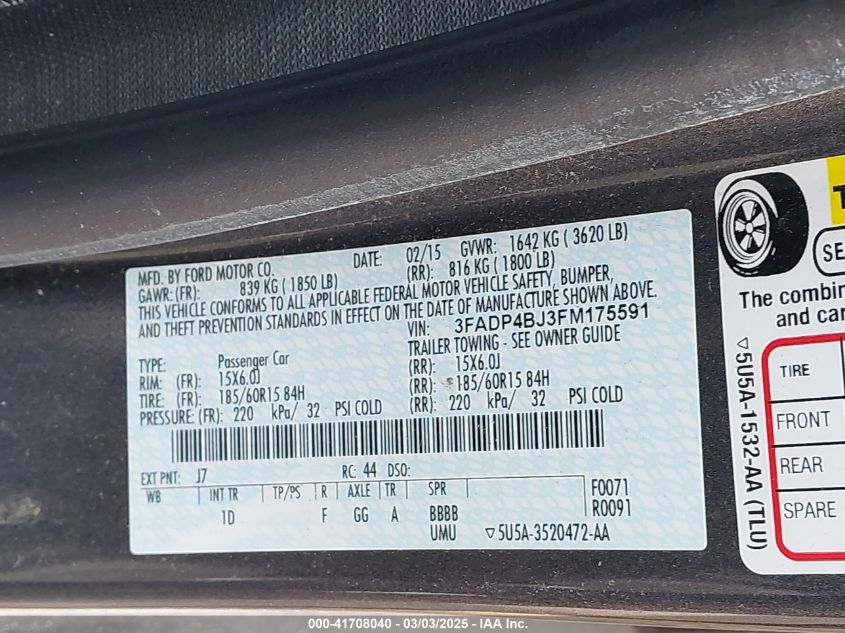 MFD. BY FORD MOTOR CO.
DATE: 02/15 GVWR: 1642 KG ( 3620 LB)
GAWR: (FR): 839 KG ( 1850 LB) (RR): 816 KG ( 1800 LB)
THIS VEHICLE CONFORMS TO ALL APPLICABLE FEDERAL MOTOR VEHICLE SAFETY, BUMPER,
AND THEFT PREVENTION STANDARDS IN EFFECT ON THE DATE OF MANUFACTURE SHOWN ABOVE.
VIN: 3FADP4BJ3FM175591
TYPE: Passenger Car TRAILER TOWING - SEE OWNER GUIDE
RIM: (FR): 15X6.0J (RR): 15X6.0J
TIRE: (FR): 185/60R15 84H (RR): 185/60R15 84H
PRESSURE: (FR): 220 kPa/ 32 PSI COLD (RR): 220 kPa/ 32 PSI COLD
EXT PNT: J7 RC: 44 DSO:
WB INT TR TP/PS R AXLE TR SPR F0071
1D F GG A BBBB R0091
UMU ▽5U5A-3520472-AA
The combin
and car
TIRE
FRONT
REAR
SPARE
▽5U5A-1532-AA (TLU)
000-41708040 - 03/03/2025 - IAA Inc.